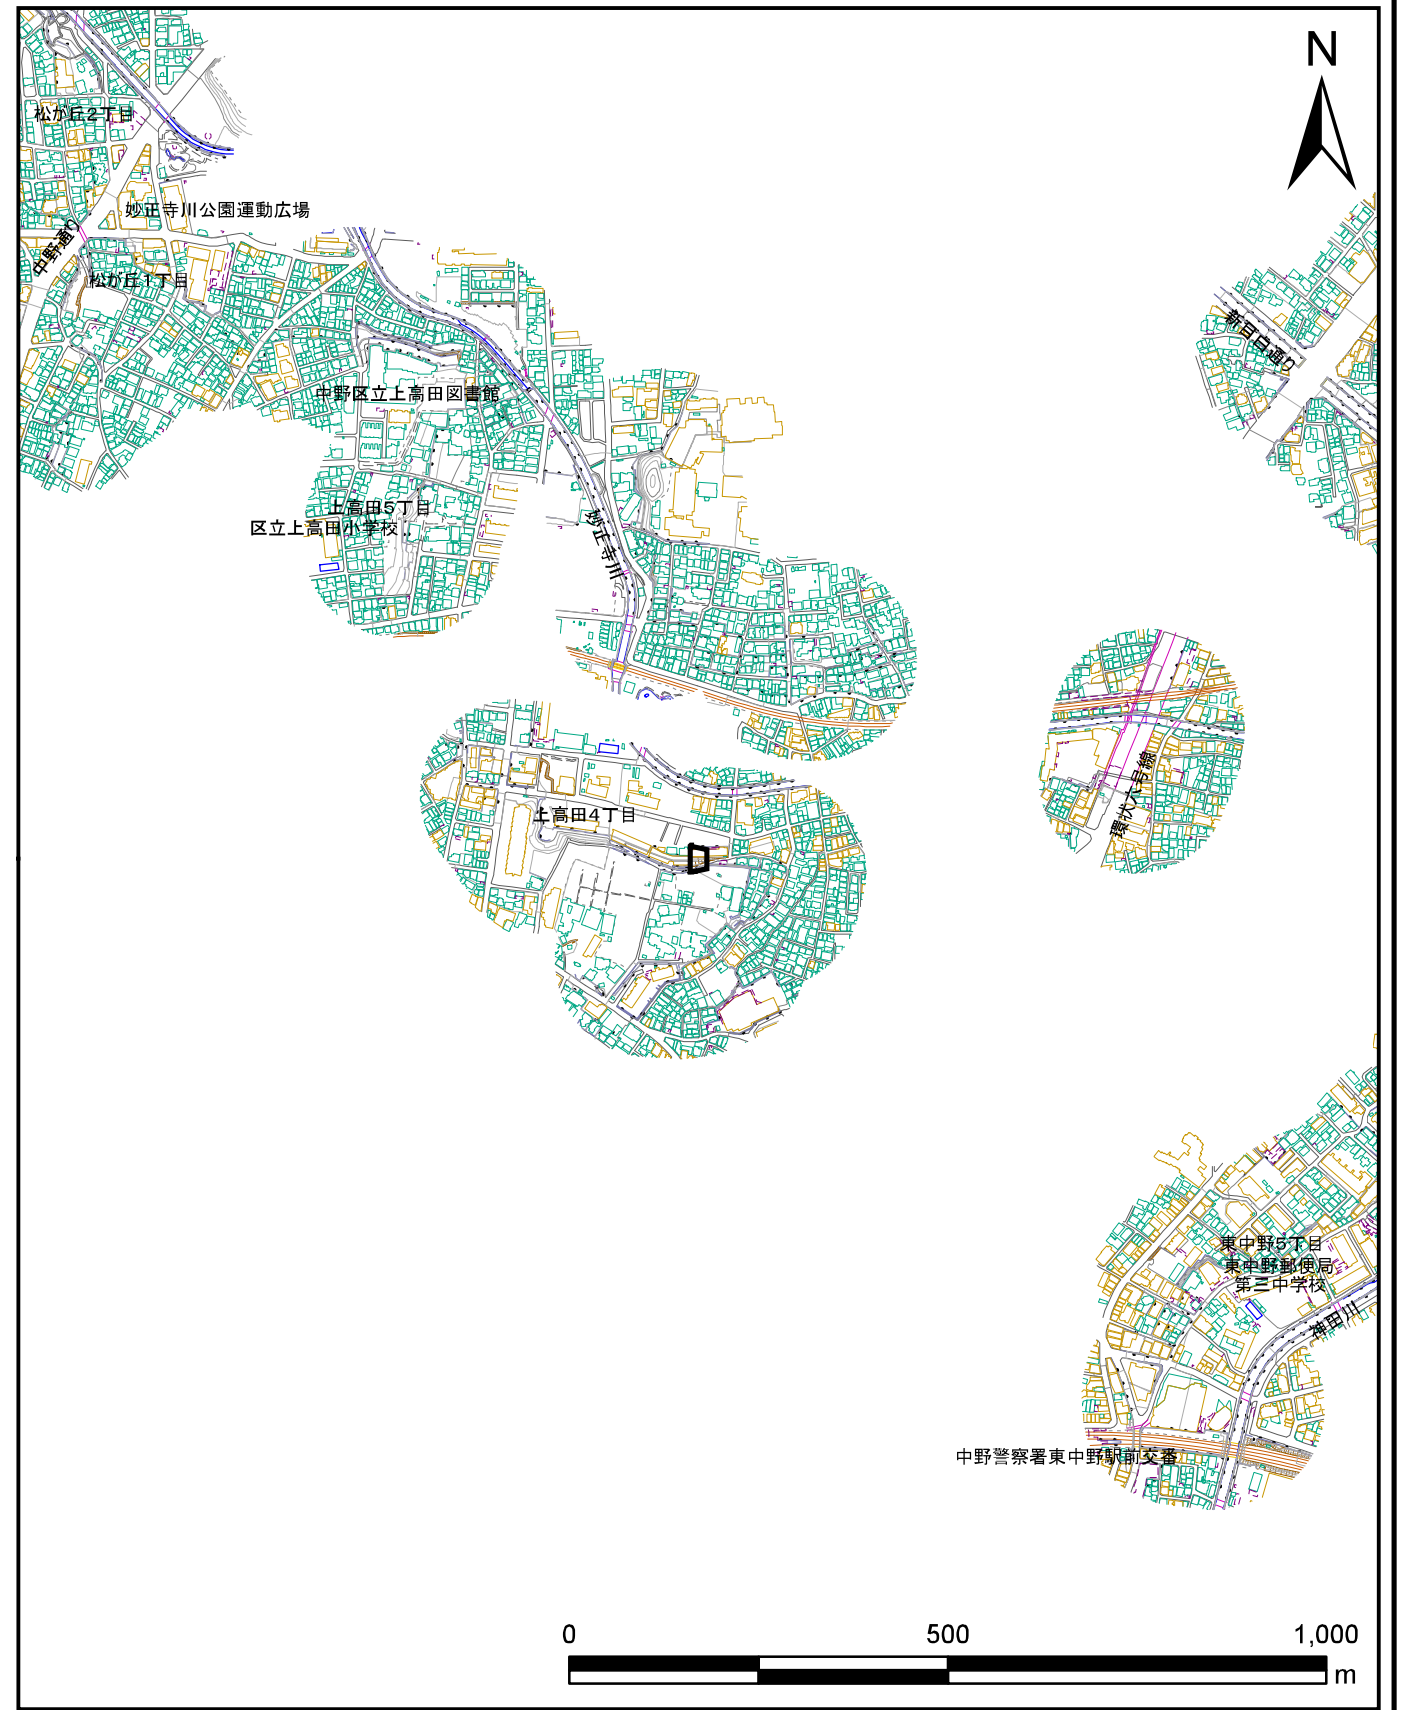 N
松が丘2丁目
妙正寺川公園運動広場
中野通り
松が丘1丁目
新目白通り
中野区立上高田図書館
上高田5丁目
区立上高田小学校
妙正寺川
環状六号線
上高田4丁目
東中野5丁目
東中野郵便局
第三中学校
神田川
中野警察署東中野駅前交番
0 500 1,000
m